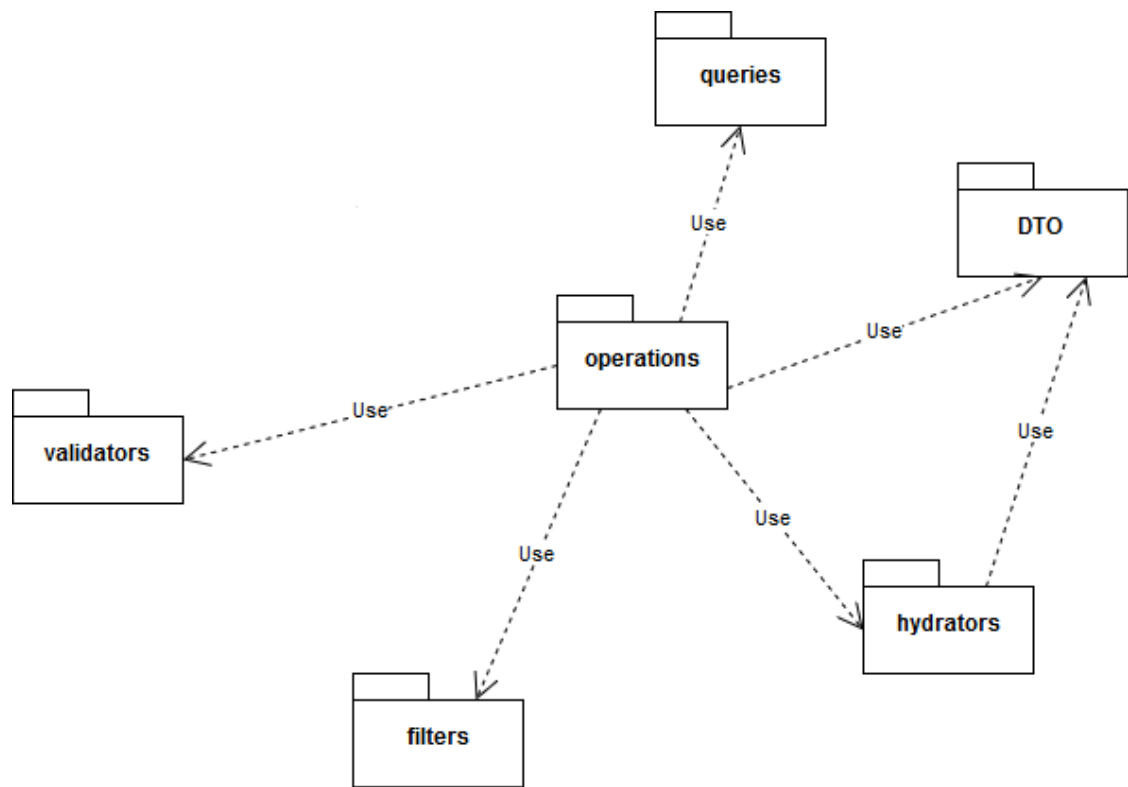 queries
DTO
Use
Use
operations
Use
validators
Use
Use
Use
hydrators
filters
Use